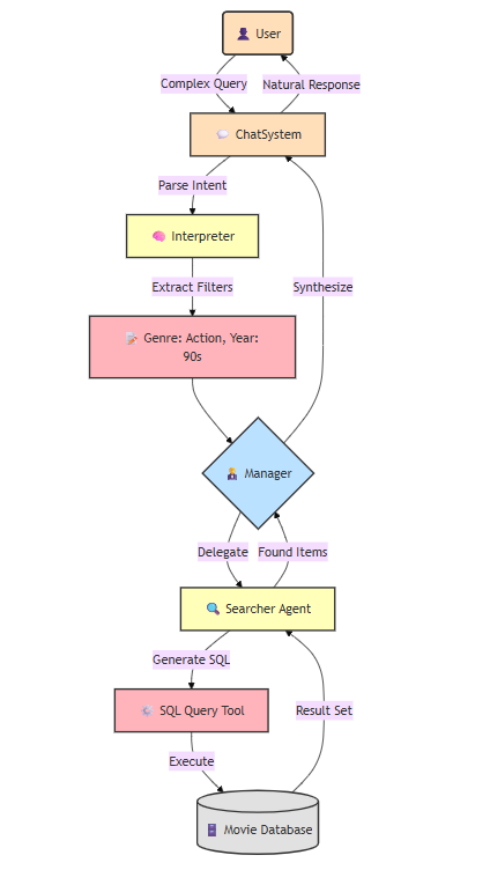 User
Complex Query
Natural Response
ChatSystem
Parse Intent
Interpreter
Extract Filters
Synthesize
Genre: Action, Year:
90s
Manager
Delegate
Found Items
Searcher Agent
Generate SQL
SQL Query Tool
Result Set
Execute
Movie Database